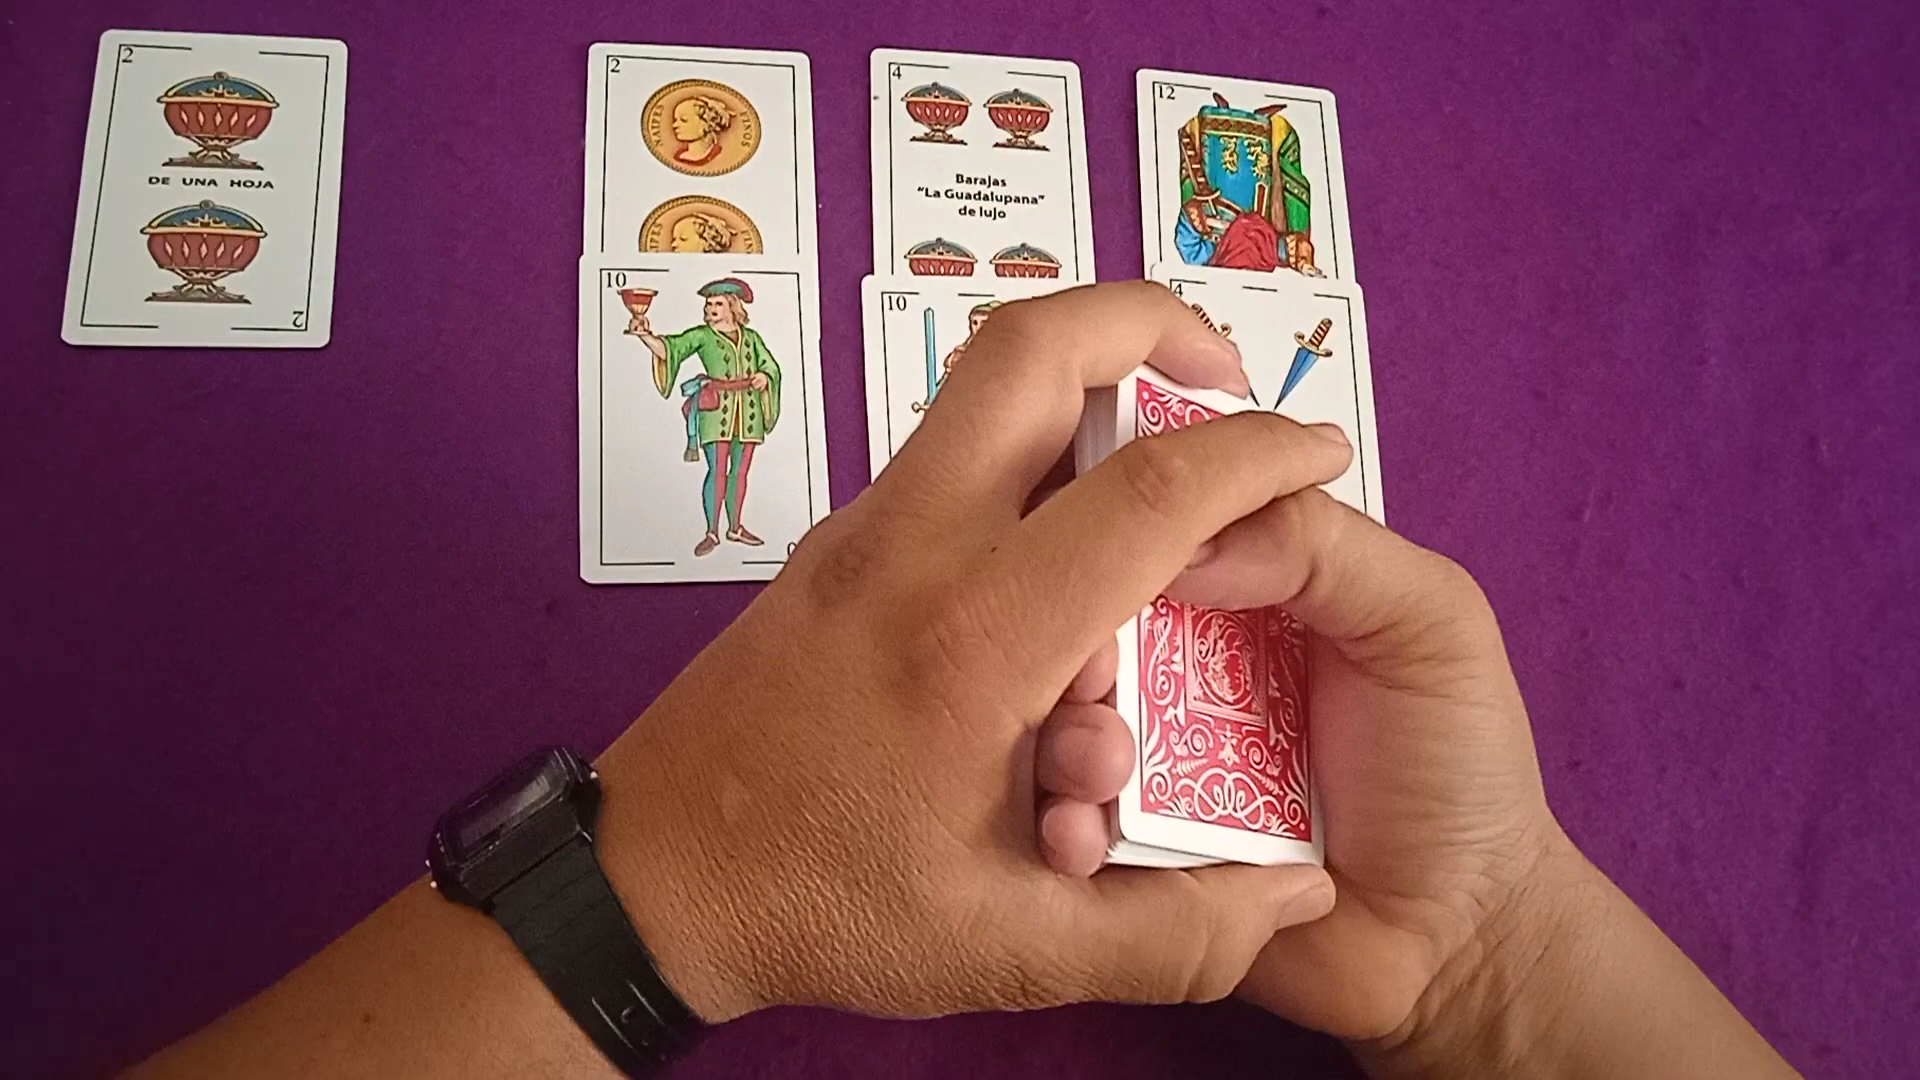 2
DE UNA HOJA
2
2
NAIPES FINOS
4
Barajas
"La Guadalupana"
de lujo
12
10
10
4